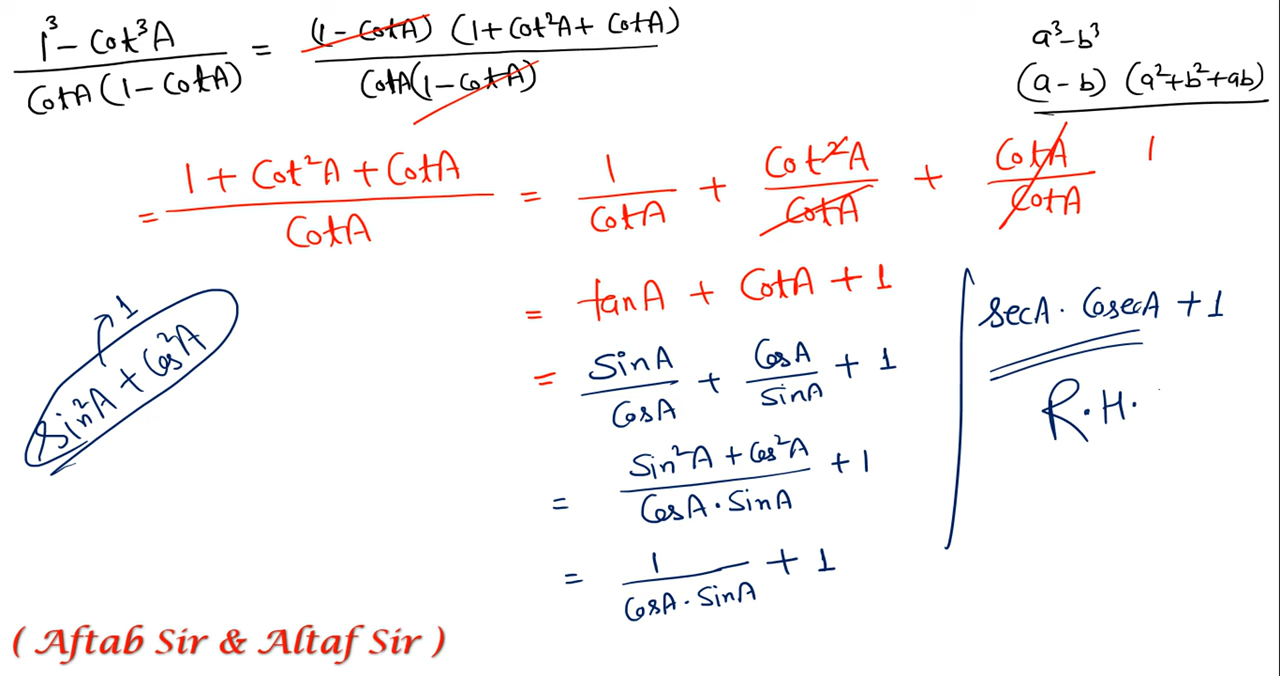 1³ - Cot³A / CotA (1 - CotA) = (1 - CotA) (1 + Cot²A + CotA) / CotA (1 - CotA)
a³ - b³
(a - b) (a² + b² + ab)
= 1 + Cot²A + CotA / CotA = 1 / CotA + Cot²A / CotA + CotA / CotA 1
= tanA + CotA + 1
= SinA / CosA + CosA / SinA + 1
= Sin²A + Cos²A / CosA · SinA + 1
= 1 / CosA · SinA + 1
Sin²A + Cos²A → 1
SecA · CosecA + 1
R.H.
( Aftab Sir & Altaf Sir )